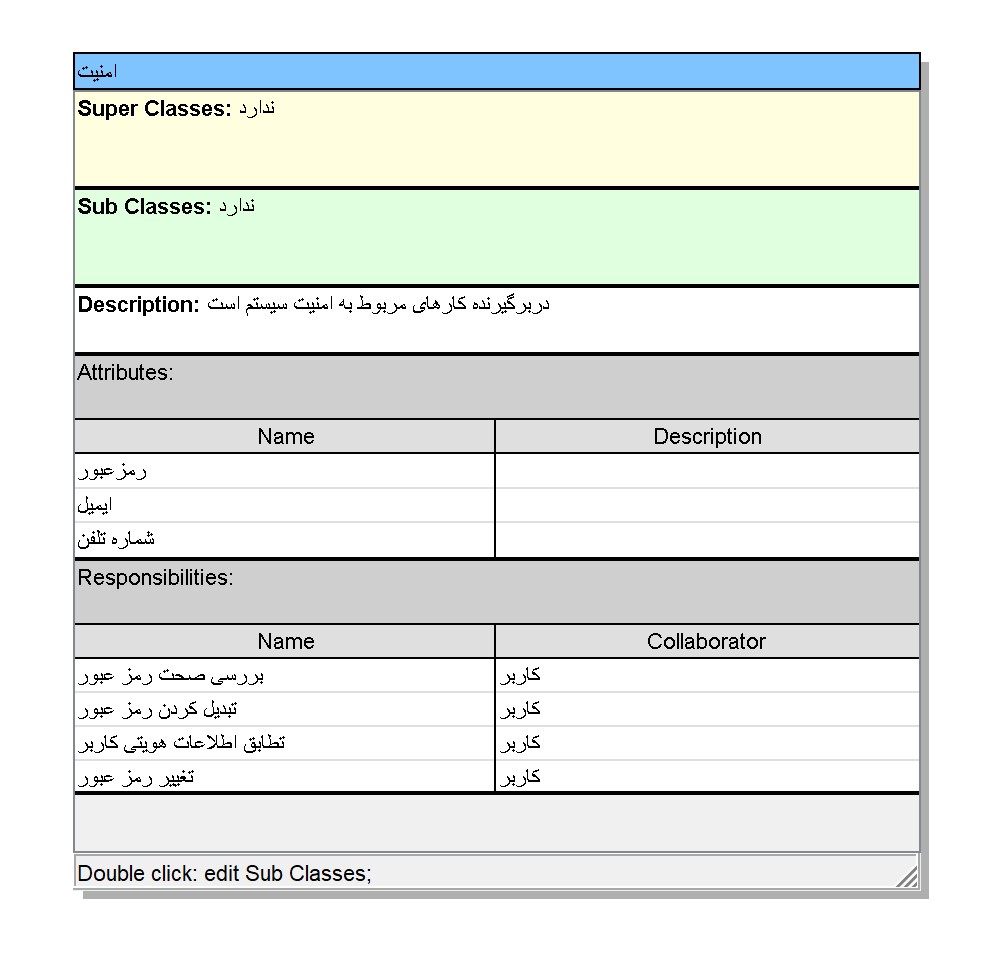 امنیت
Super Classes: ندارد
Sub Classes: ندارد
Description: دربرگیرنده کارهای مربوط به امنیت سیستم است
Attributes:
Name Description
رمزعبور
ایمیل
شماره تلفن
Responsibilities:
Name Collaborator
بررسی صحت رمز عبور کاربر
تبدیل کردن رمز عبور کاربر
تطابق اطلاعات هویتی کاربر کاربر
تغییر رمز عبور کاربر
Double click: edit Sub Classes;